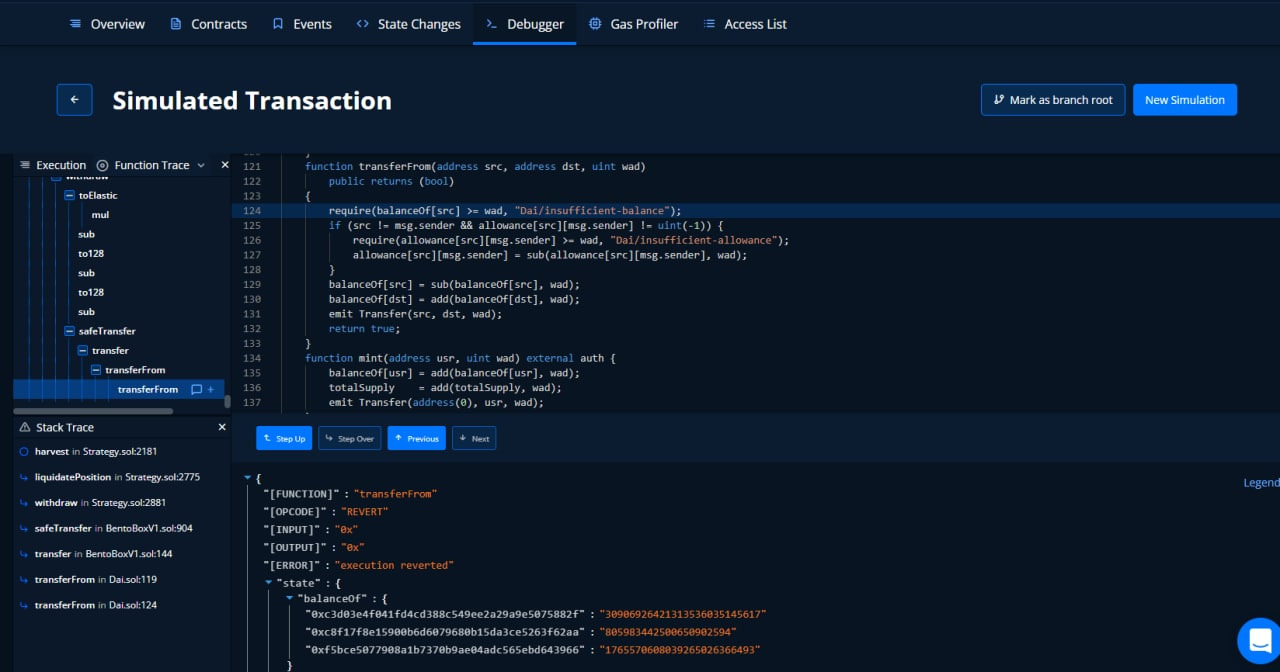 Overview Contracts Events State Changes Debugger Gas Profiler Access List
Simulated Transaction
Mark as branch root
New Simulation
Execution Function Trace
withdraw
toElastic
mul
sub
to128
sub
to128
sub
safeTransfer
transfer
transferFrom
transferFrom
120 }
121 function transferFrom(address src, address dst, uint wad)
122 public returns (bool)
123 {
124 require(balanceOf[src] >= wad, "Dai/insufficient-balance");
125 if (src != msg.sender && allowance[src][msg.sender] != uint(-1)) {
126 require(allowance[src][msg.sender] >= wad, "Dai/insufficient-allowance");
127 allowance[src][msg.sender] = sub(allowance[src][msg.sender], wad);
128 }
129 balanceOf[src] = sub(balanceOf[src], wad);
130 balanceOf[dst] = add(balanceOf[dst], wad);
131 emit Transfer(src, dst, wad);
132 return true;
133 }
134 function mint(address usr, uint wad) external auth {
135 balanceOf[usr] = add(balanceOf[usr], wad);
136 totalSupply = add(totalSupply, wad);
137 emit Transfer(address(0), usr, wad);
Stack Trace
harvest in Strategy.sol:2181
liquidatePosition in Strategy.sol:2775
withdraw in Strategy.sol:2881
safeTransfer in BentoBoxV1.sol:904
transfer in BentoBoxV1.sol:144
transferFrom in Dai.sol:119
transferFrom in Dai.sol:124
Step Up Step Over Previous Next
Legend
{
"[FUNCTION]" : "transferFrom"
"[OPCODE]" : "REVERT"
"[INPUT]" : "0x"
"[OUTPUT]" : "0x"
"[ERROR]" : "execution reverted"
"state" : {
"balanceOf" : {
"0xc3d03e4f041fd4cd388c549ee2a29a9e5075882f" : "30906926421313536035145617"
"0xc8f17f8e15900b6d6079680b15da3ce5263f62aa" : "805983442500650902594"
"0xf5bce5077908a1b7370b9ae04adc565ebd643966" : "1765570608039265026366493"
}